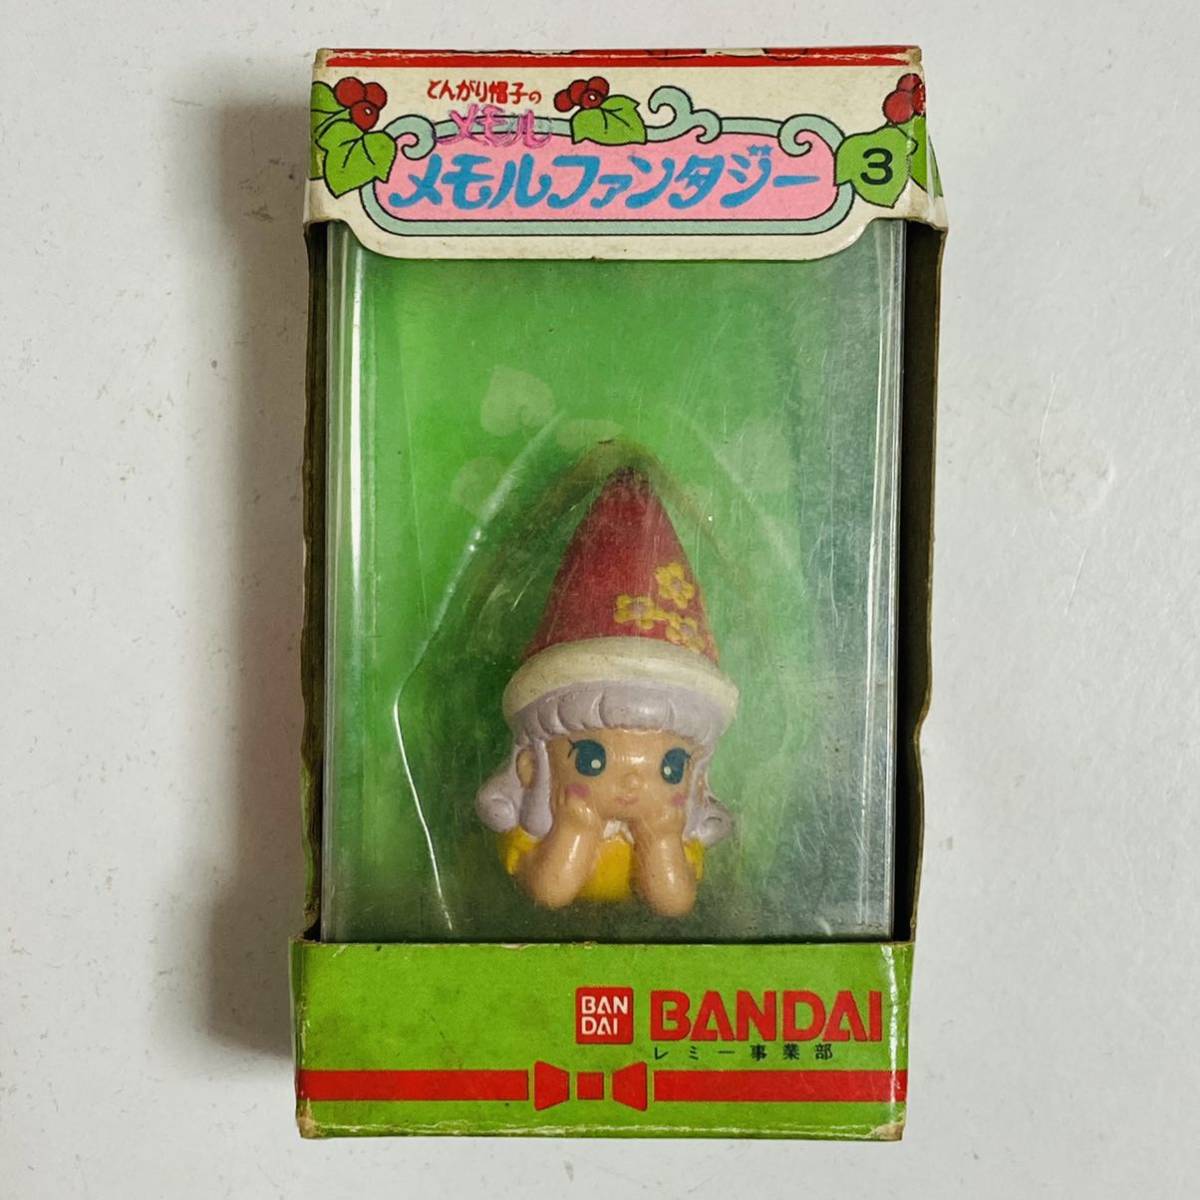 とんがり帽子の
メモル
メモルファンタジー
3
BAN
DAI
BANDAI
レミー事業部